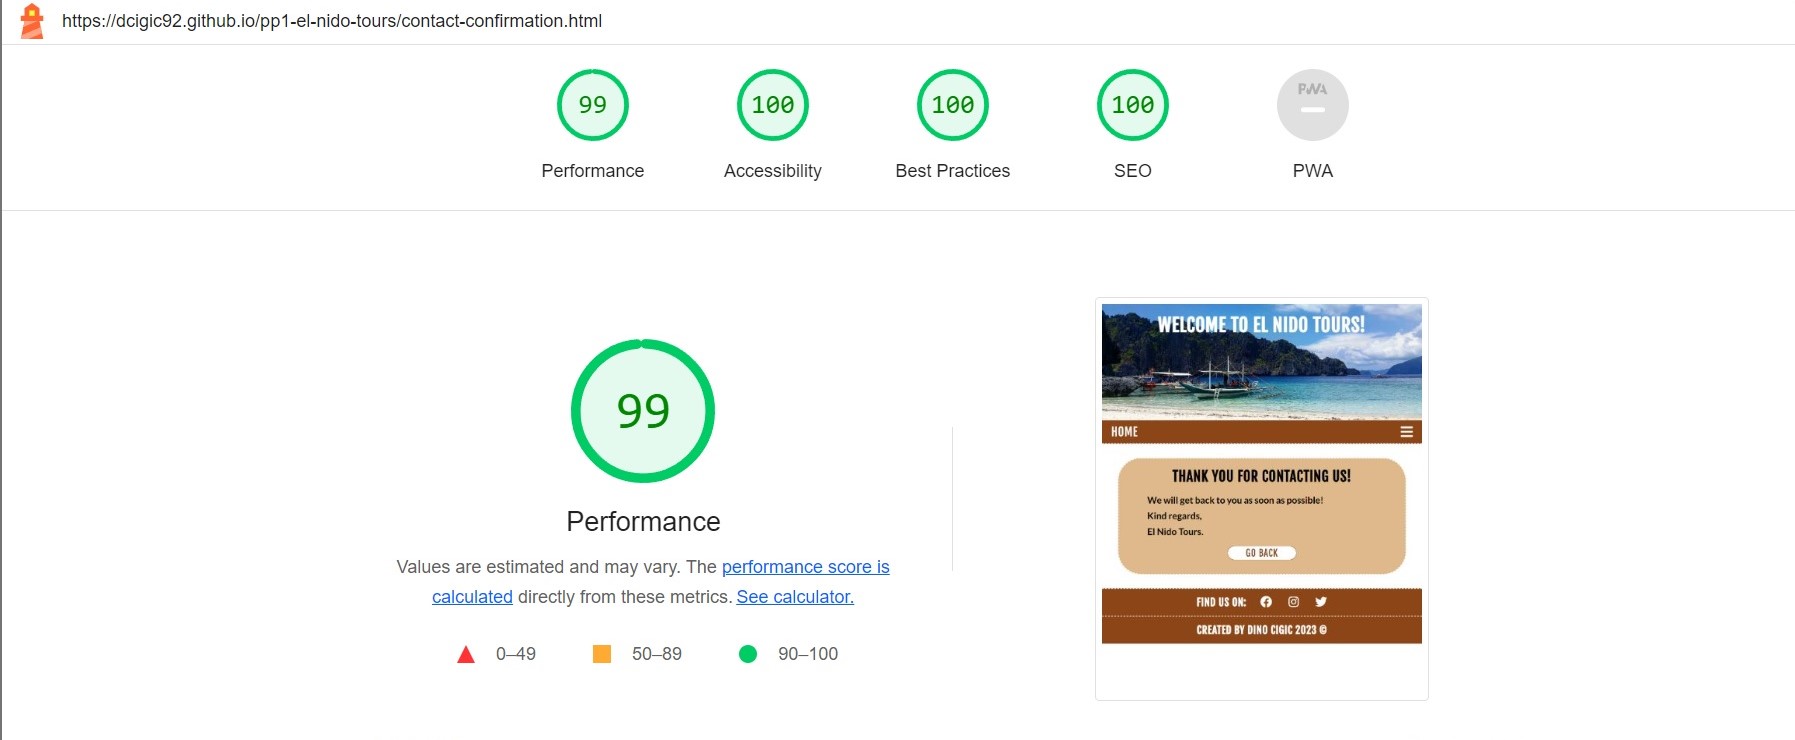 https://dcigic92.github.io/pp1-el-nido-tours/contact-confirmation.html
99
100
100
100
PWA
Performance
Accessibility
Best Practices
SEO
PWA
99
Performance
Values are estimated and may vary. The performance score is
calculated directly from these metrics. See calculator.
0–49
50–89
90–100
WELCOME TO EL NIDO TOURS!
HOME
THANK YOU FOR CONTACTING US!
We will get back to you as soon as possible!
Kind regards,
El Nido Tours.
GO BACK
FIND US ON:
CREATED BY DINO CIGIC 2023 ©